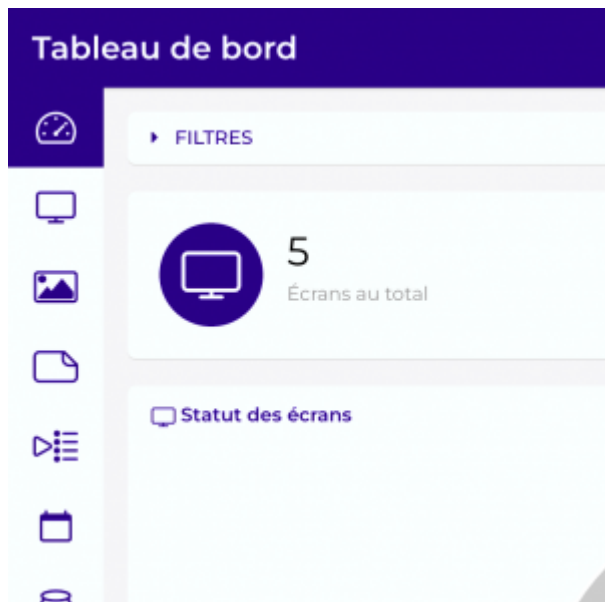 Tableau de bord
FILTRES
5
Écrans au total
Statut des écrans